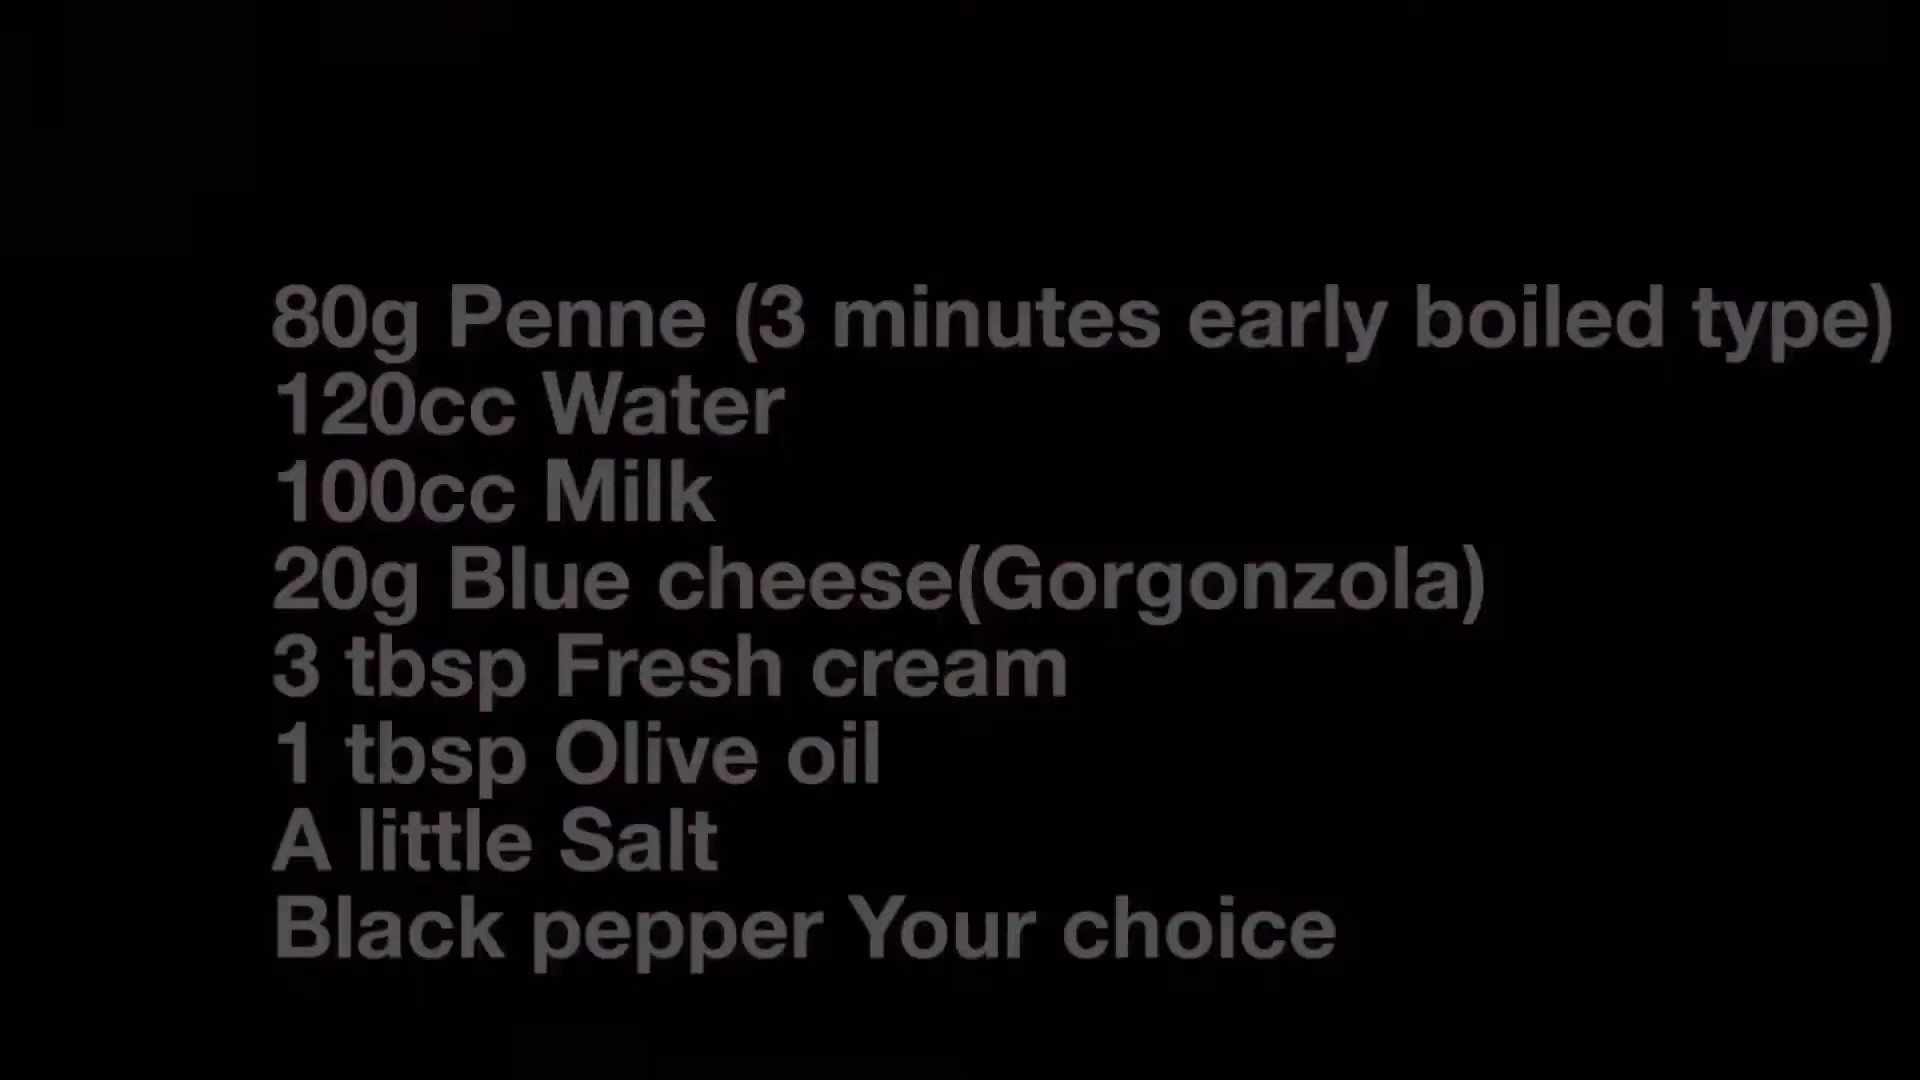 80g Penne (3 minutes early boiled type)
120cc Water
100cc Milk
20g Blue cheese(Gorgonzola)
3 tbsp Fresh cream
1 tbsp Olive oil
A little Salt
Black pepper Your choice